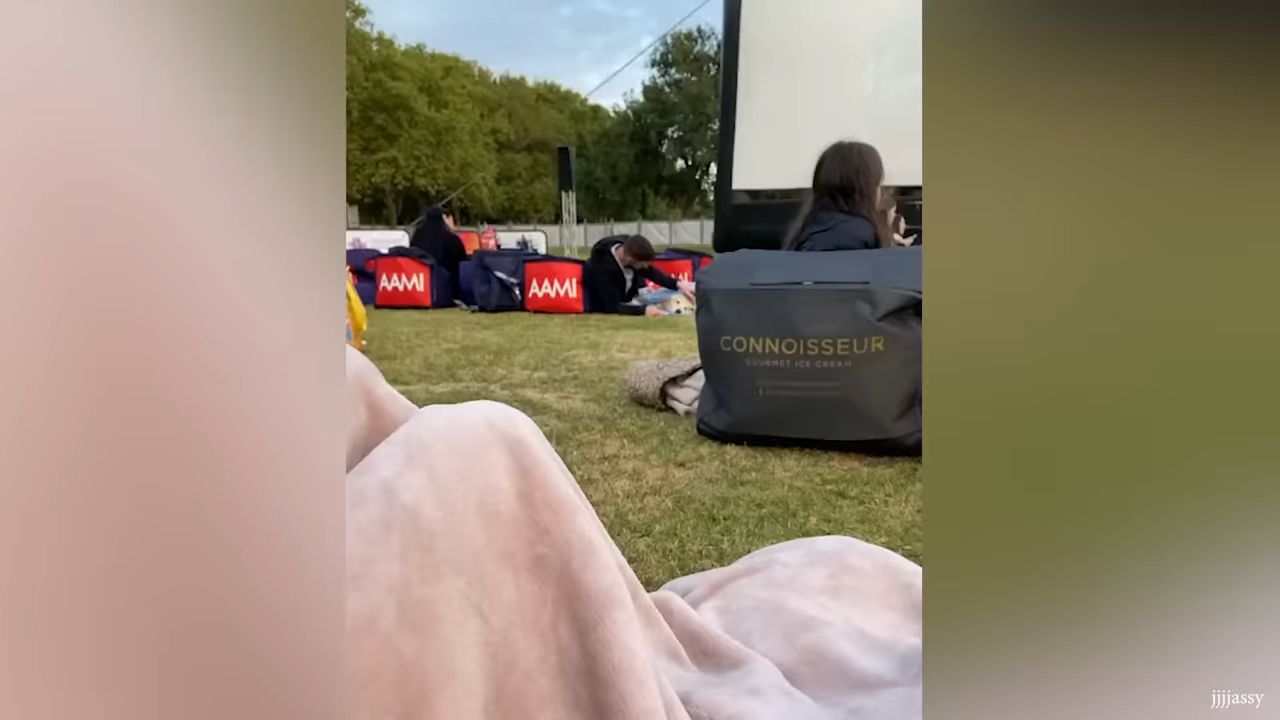 AAMI
AAMI
CONNOISSEUR
GOURMET ICE CREAM
jjjjassy